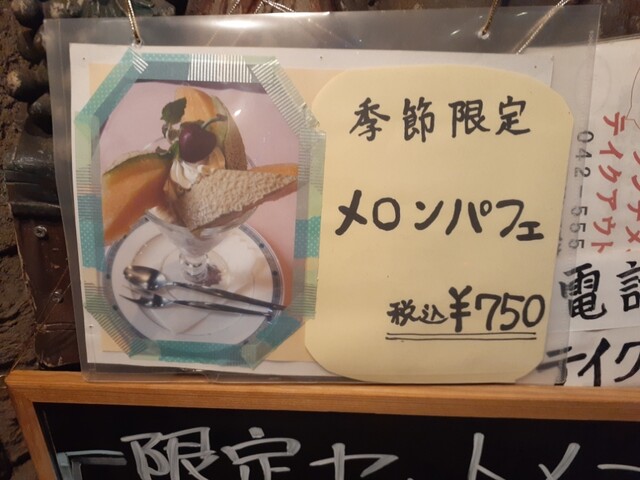 季節限定
メロンパフェ
税込¥750
042-555
テイクアウト
電話
テイク
限定セットメ